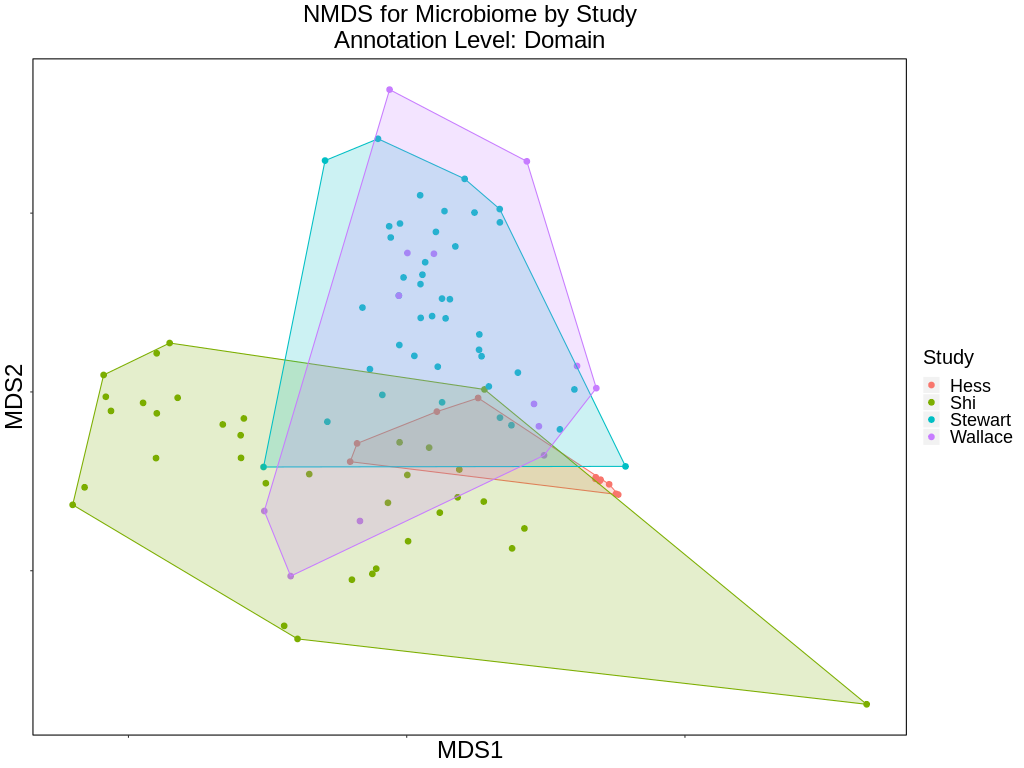 NMDS for Microbiome by Study
Annotation Level: Domain
MDS2
MDS1
Study
Hess
Shi
Stewart
Wallace